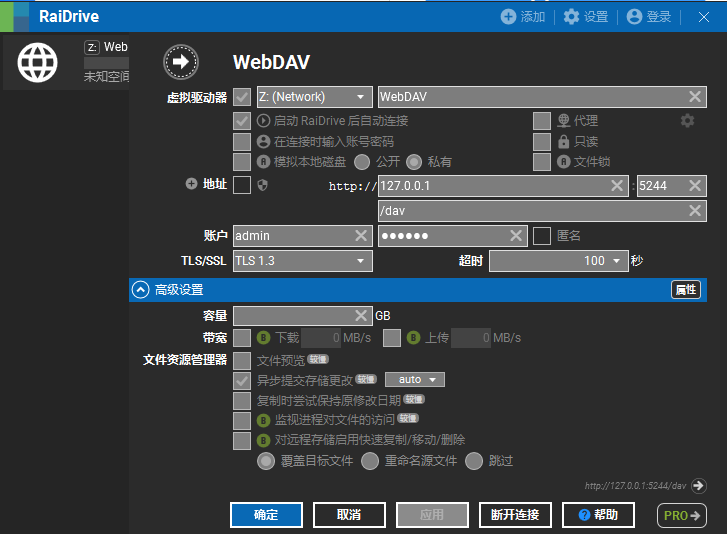 RaiDrive 添加 设置 登录
Z: Web
未知空间
WebDAV
虚拟驱动器 Z: (Network) WebDAV
启动 RaiDrive 后自动连接 代理
在连接时输入账号密码 只读
模拟本地磁盘 公开 私有 文件锁
地址 http:// 127.0.0.1 : 5244
/dav
账户 admin •••••• 匿名
TLS/SSL TLS 1.3 超时 100 秒
高级设置 属性
容量 GB
带宽 B 下载 0 MB/s B 上传 0 MB/s
文件资源管理器 文件预览 较慢
异步提交存储更改 较慢 auto
复制时尝试保持原修改日期 较慢
B 监视进程对文件的访问 较慢
B 对远程存储启用快速复制/移动/删除
覆盖目标文件 重命名源文件 跳过
http://127.0.0.1:5244/dav
确定 取消 应用 断开连接 ? 帮助 PRO